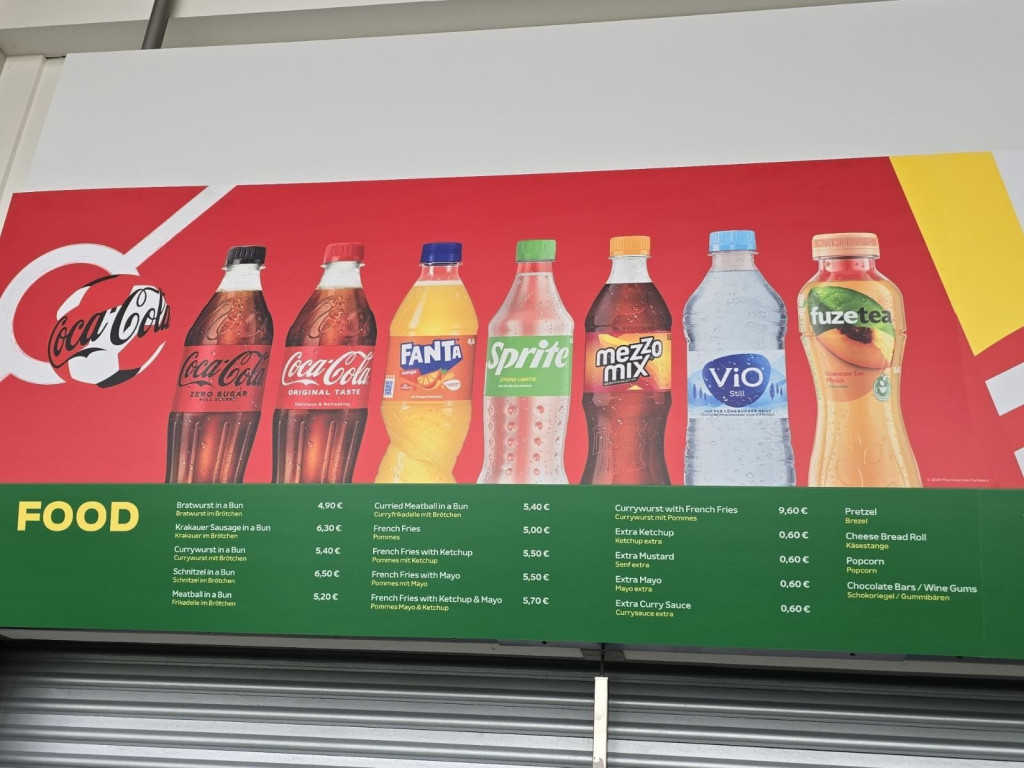 Coca-Cola
Coca-Cola
ZERO SUGAR
Coca-Cola
ORIGINAL TASTE
Delicious & Refreshing
FANTA
orange
Sprite
mezzo
mix
ViO
Still
fuzetea
Pfirsich
FOOD
Bratwurst in a Bun 4,90 €
Bratwurst im Brötchen
Krakauer Sausage in a Bun 6,30 €
Krakauer im Brötchen
Currywurst in a Bun 5,40 €
Currywurst mit Brötchen
Schnitzel in a Bun 6,50 €
Schnitzel im Brötchen
Meatball in a Bun 5,20 €
Frikadelle im Brötchen
Curried Meatball in a Bun 5,40 €
Curryfrikadelle mit Brötchen
French Fries 5,00 €
Pommes
French Fries with Ketchup 5,50 €
Pommes mit Ketchup
French Fries with Mayo 5,50 €
Pommes mit Mayo
French Fries with Ketchup & Mayo 5,70 €
Pommes Mayo & Ketchup
Currywurst with French Fries 9,60 €
Currywurst mit Pommes
Extra Ketchup 0,60 €
Ketchup extra
Extra Mustard 0,60 €
Senf extra
Extra Mayo 0,60 €
Mayo extra
Extra Curry Sauce 0,60 €
Currysauce extra
Pretzel
Brezel
Cheese Bread Roll
Käsestange
Popcorn
Popcorn
Chocolate Bars / Wine Gums
Schokoriegel / Gummibären